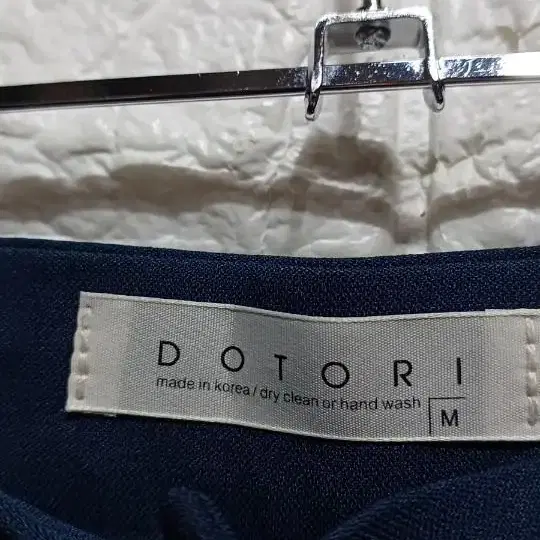 DOTORI
made in korea / dry clean or hand wash
M